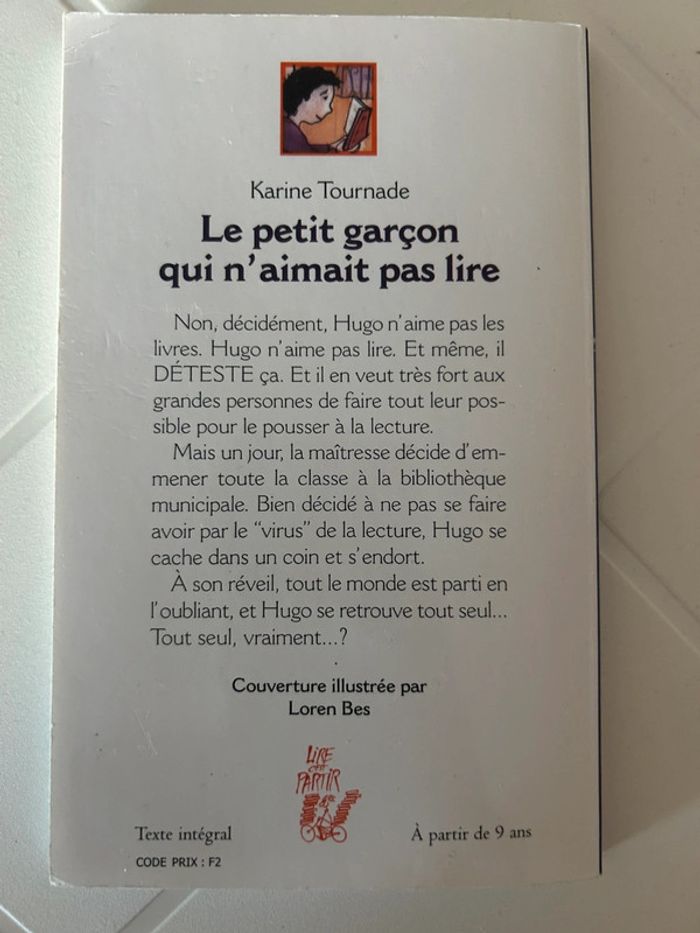 Karine Tournade
Le petit garçon
qui n'aimait pas lire
Non, décidément, Hugo n'aime pas les
livres. Hugo n'aime pas lire. Et même, il
DÉTESTE ça. Et il en veut très fort aux
grandes personnes de faire tout leur pos-
sible pour le pousser à la lecture.
Mais un jour, la maîtresse décide d'em-
mener toute la classe à la bibliothèque
municipale. Bien décidé à ne pas se faire
avoir par le “virus” de la lecture, Hugo se
cache dans un coin et s'endort.
À son réveil, tout le monde est parti en
l'oubliant, et Hugo se retrouve tout seul...
Tout seul, vraiment...?
Couverture illustrée par
Loren Bes
LiRE
c'est
PARTIR
Texte intégral
À partir de 9 ans
CODE PRIX : F2